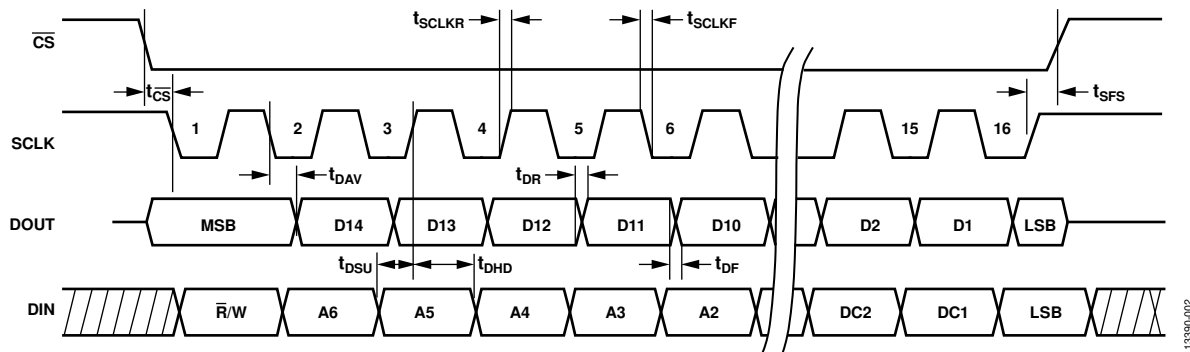 tSCLKR tSCLKF
C̅S̅
tC̅S̅ tSFS
SCLK 1 2 3 4 5 6 15 16
tDAV tDR
DOUT MSB D14 D13 D12 D11 D10 D2 D1 LSB
tDSU tDHD tDF
DIN R̅/W A6 A5 A4 A3 A2 DC2 DC1 LSB
13390-002